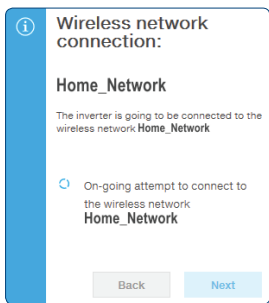 Wireless network
connection:
Home_Network
The inverter is going to be connected to the
wireless network Home_Network
On-going attempt to connect to
the wireless network
Home_Network
Back Next